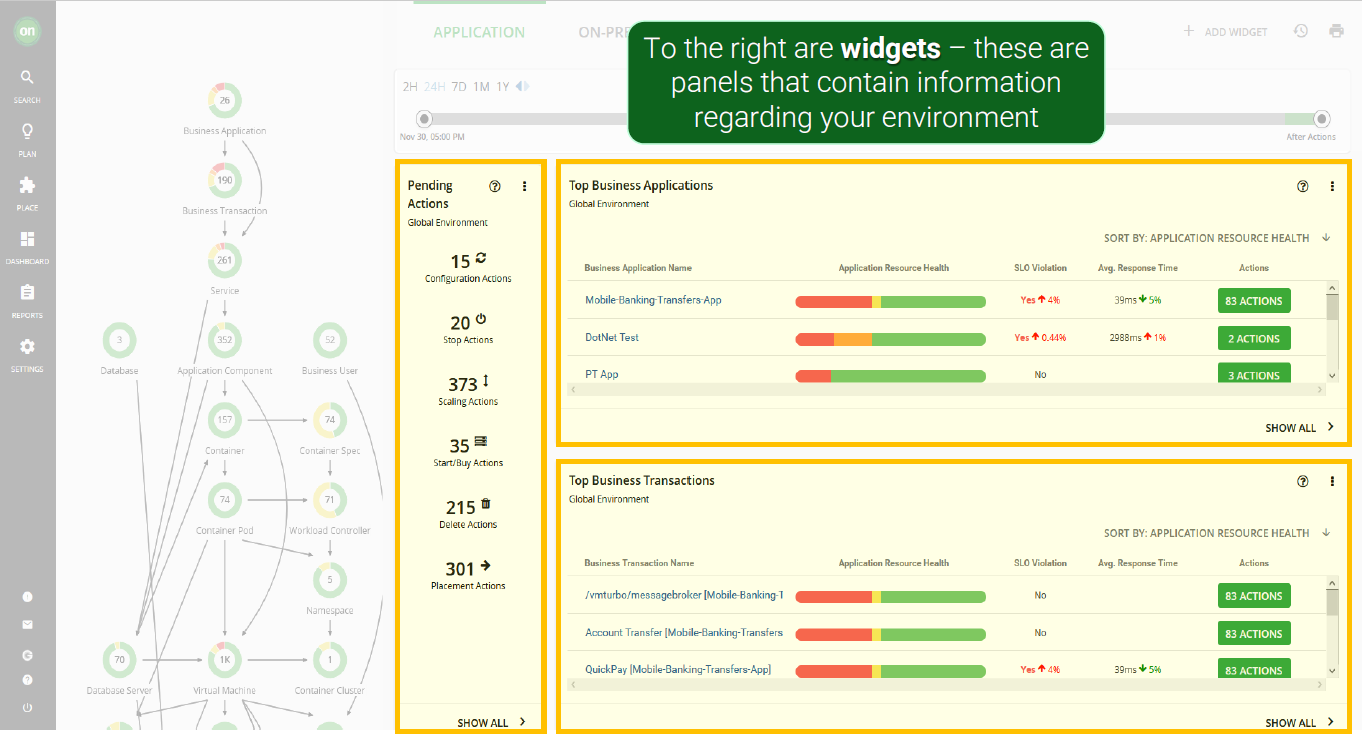 on
SEARCH
PLAN
PLACE
DASHBOARD
REPORTS
SETTINGS
26
Business Application
190
Business Transaction
261
Service
3
Database
352
Application Component
52
Business User
157
Container
74
Container Spec
74
Container Pod
71
Workload Controller
5
Namespace
70
Database Server
1K
Virtual Machine
1
Container Cluster
APPLICATION
ON-PRE
ADD WIDGET
To the right are widgets – these are
panels that contain information
regarding your environment
2H 24H 7D 1M 1Y
Nov 30, 05:00 PM
After Actions
Pending
Actions
Global Environment
15
Configuration Actions
20
Stop Actions
373
Scaling Actions
35
Start/Buy Actions
215
Delete Actions
301
Placement Actions
SHOW ALL
Top Business Applications
Global Environment
SORT BY: APPLICATION RESOURCE HEALTH
Business Application Name Application Resource Health SLO Violation Avg. Response Time Actions
Mobile-Banking-Transfers-App Yes 4% 39ms 5% 83 ACTIONS
DotNet Test Yes 0.44% 2988ms 1% 2 ACTIONS
PT App No 3 ACTIONS
SHOW ALL
Top Business Transactions
Global Environment
SORT BY: APPLICATION RESOURCE HEALTH
Business Transaction Name Application Resource Health SLO Violation Avg. Response Time Actions
/vmturbo/messagebroker [Mobile-Banking-T No 83 ACTIONS
Account Transfer [Mobile-Banking-Transfers No 83 ACTIONS
QuickPay [Mobile-Banking-Transfers-App] Yes 4% 39ms 5% 83 ACTIONS
SHOW ALL